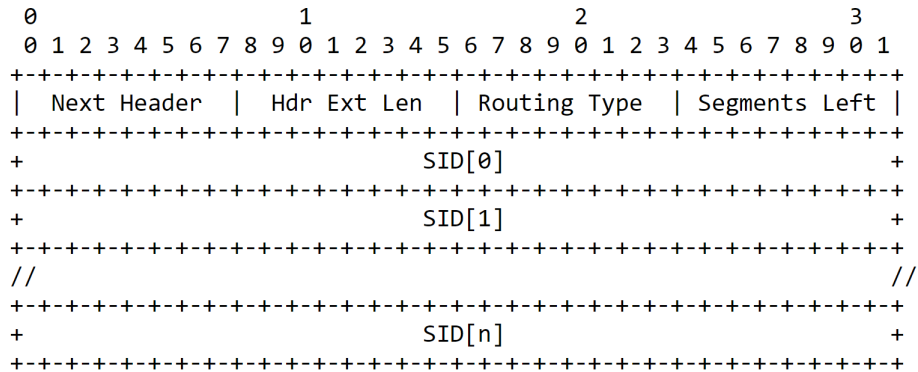 0                   1                   2                   3
 0 1 2 3 4 5 6 7 8 9 0 1 2 3 4 5 6 7 8 9 0 1 2 3 4 5 6 7 8 9 0 1
+-+-+-+-+-+-+-+-+-+-+-+-+-+-+-+-+-+-+-+-+-+-+-+-+-+-+-+-+-+-+-+-+
|  Next Header  |  Hdr Ext Len  | Routing Type  | Segments Left |
+-+-+-+-+-+-+-+-+-+-+-+-+-+-+-+-+-+-+-+-+-+-+-+-+-+-+-+-+-+-+-+-+
+                             SID[0]                            +
+-+-+-+-+-+-+-+-+-+-+-+-+-+-+-+-+-+-+-+-+-+-+-+-+-+-+-+-+-+-+-+-+
+                             SID[1]                            +
+-+-+-+-+-+-+-+-+-+-+-+-+-+-+-+-+-+-+-+-+-+-+-+-+-+-+-+-+-+-+-+-+
//                                                              //
+-+-+-+-+-+-+-+-+-+-+-+-+-+-+-+-+-+-+-+-+-+-+-+-+-+-+-+-+-+-+-+-+
+                             SID[n]                            +
+-+-+-+-+-+-+-+-+-+-+-+-+-+-+-+-+-+-+-+-+-+-+-+-+-+-+-+-+-+-+-+-+